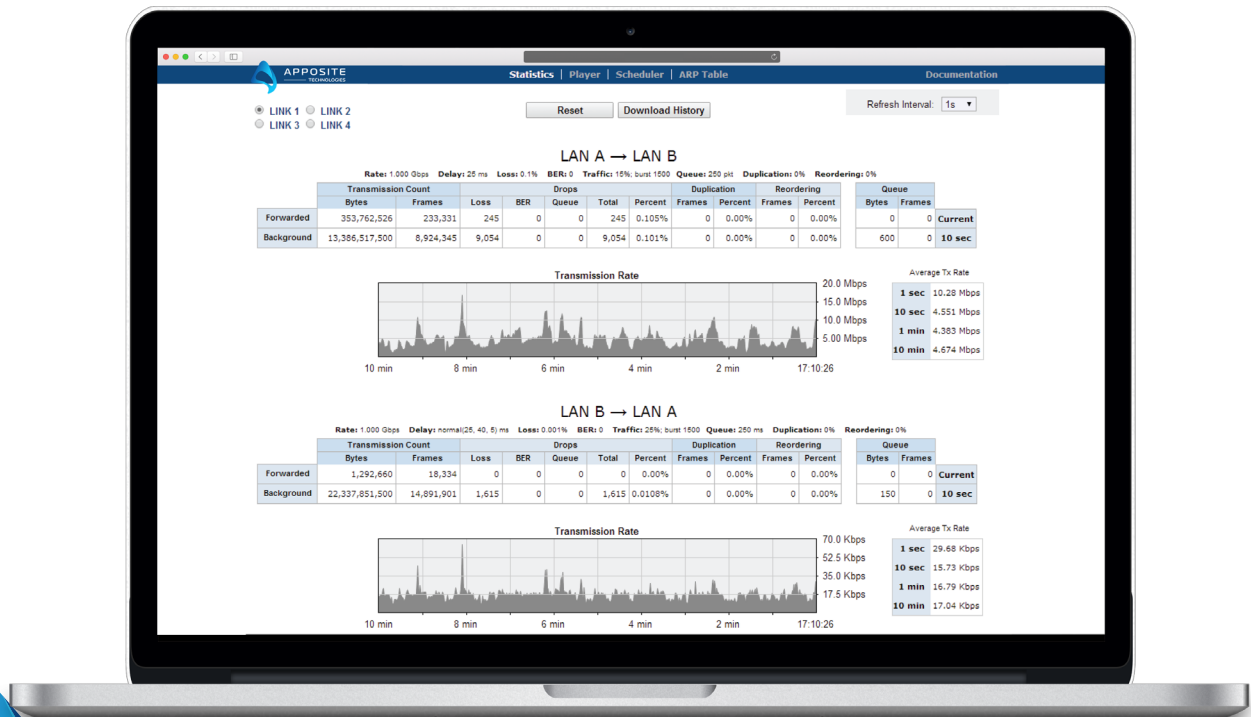 APPOSITE
TECHNOLOGIES
Statistics | Player | Scheduler | ARP Table
Documentation
LINK 1 LINK 2
LINK 3 LINK 4
Reset Download History
Refresh Interval: 1s
LAN A → LAN B
Rate: 1.000 Gbps Delay: 25 ms Loss: 0.1% BER: 0 Traffic: 15%; burst 1500 Queue: 250 pkt Duplication: 0% Reordering: 0%
Transmission Count Drops Duplication Reordering Queue
Bytes Frames Loss BER Queue Total Percent Frames Percent Frames Percent Bytes Frames
Forwarded 353,762,526 233,331 245 0 0 245 0.105% 0 0.00% 0 0.00% 0 0 Current
Background 13,386,517,500 8,924,345 9,054 0 0 9,054 0.101% 0 0.00% 0 0.00% 600 0 10 sec
Transmission Rate
20.0 Mbps
15.0 Mbps
10.0 Mbps
5.00 Mbps
10 min 8 min 6 min 4 min 2 min 17:10:26
Average Tx Rate
1 sec 10.28 Mbps
10 sec 4.551 Mbps
1 min 4.383 Mbps
10 min 4.674 Mbps
LAN B → LAN A
Rate: 1.000 Gbps Delay: normal(25, 40, 5) ms Loss: 0.001% BER: 0 Traffic: 25%; burst 1500 Queue: 250 ms Duplication: 0% Reordering: 0%
Transmission Count Drops Duplication Reordering Queue
Bytes Frames Loss BER Queue Total Percent Frames Percent Frames Percent Bytes Frames
Forwarded 1,292,660 18,334 0 0 0 0 0.00% 0 0.00% 0 0.00% 0 0 Current
Background 22,337,851,500 14,891,901 1,615 0 0 1,615 0.0108% 0 0.00% 0 0.00% 150 0 10 sec
Transmission Rate
70.0 Kbps
52.5 Kbps
35.0 Kbps
17.5 Kbps
10 min 8 min 6 min 4 min 2 min 17:10:26
Average Tx Rate
1 sec 29.68 Kbps
10 sec 15.73 Kbps
1 min 16.79 Kbps
10 min 17.04 Kbps